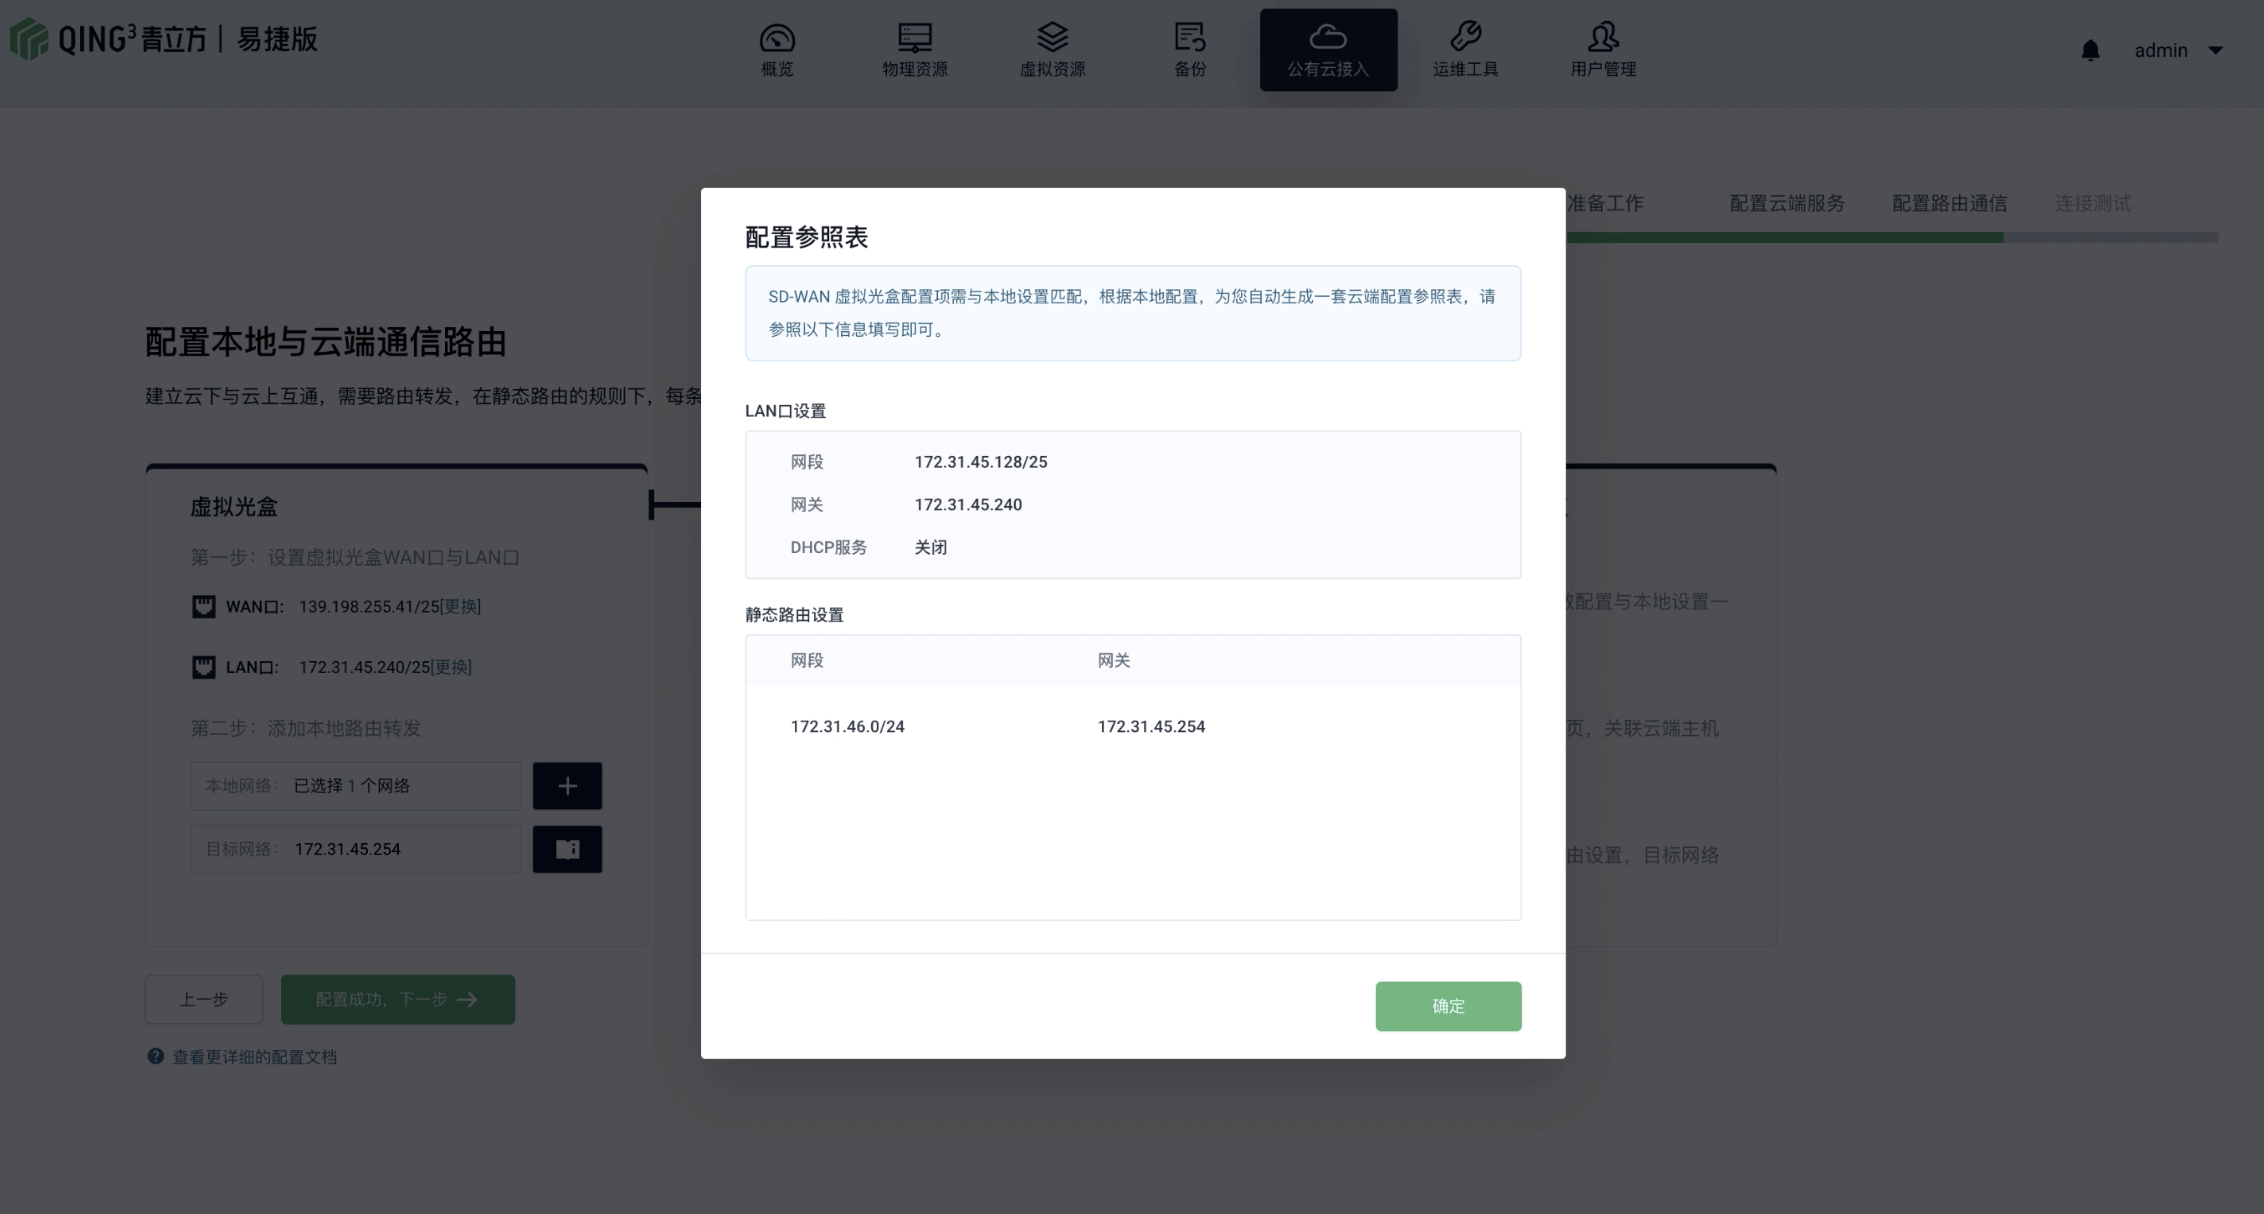 QING³青立方 | 易捷版
概览
物理资源
虚拟资源
备份
公有云接入
运维工具
用户管理
admin
准备工作
配置云端服务
配置路由通信
连接测试
配置本地与云端通信路由
建立云下与云上互通，需要路由转发，在静态路由的规则下，每条
虚拟光盒
第一步：设置虚拟光盒WAN口与LAN口
WAN口: 139.198.255.41/25[更换]
LAN口: 172.31.45.240/25[更换]
第二步：添加本地路由转发
本地网络： 已选择 1 个网络
目标网络： 172.31.45.254
上一步
配置成功，下一步
查看更详细的配置文档
配置参照表
SD-WAN 虚拟光盒配置项需与本地设置匹配，根据本地配置，为您自动生成一套云端配置参照表，请
参照以下信息填写即可。
LAN口设置
网段 172.31.45.128/25
网关 172.31.45.240
DHCP服务 关闭
静态路由设置
网段 网关
172.31.46.0/24 172.31.45.254
确定
配置与本地设置一
页，关联云端主机
由设置，目标网络